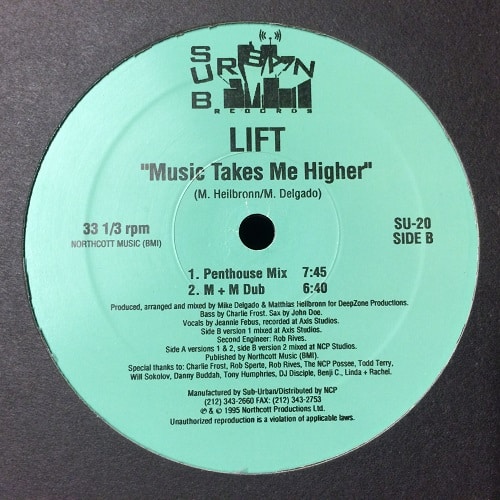 SUB URBAN
RECORDS
LIFT
"Music Takes Me Higher"
(M. Heilbronn/M. Delgado)
33 1/3 rpm
NORTHCOTT MUSIC (BMI)
SU-20
SIDE B
1. Penthouse Mix 7:45
2. M + M Dub 6:40
Produced, arranged and mixed by Mike Delgado & Matthias Heilbronn for DeepZone Productions.
Bass by Charlie Frost. Sax by John Doe.
Vocals by Jeannie Febus, recorded at Axis Studios.
Side B version 1 mixed at Axis Studios.
Second Engineer: Rob Rives.
Side A versions 1 & 2, side B version 2 mixed at NCP Studios.
Published by Northcott Music (BMI).
Special thanks to: Charlie Frost, Rob Sperte, Rob Rives, The NCP Possee, Todd Terry,
Will Sokolov, Danny Buddah, Tony Humphries, DJ Disciple, Benji C., Linda + Rachel.
Manufactured by Sub-Urban/Distributed by NCP
(212) 343-2660 FAX: (212) 343-2753
℗ & © 1995 Northcott Productions Ltd.
Unauthorized reproduction is a violation of applicable laws.